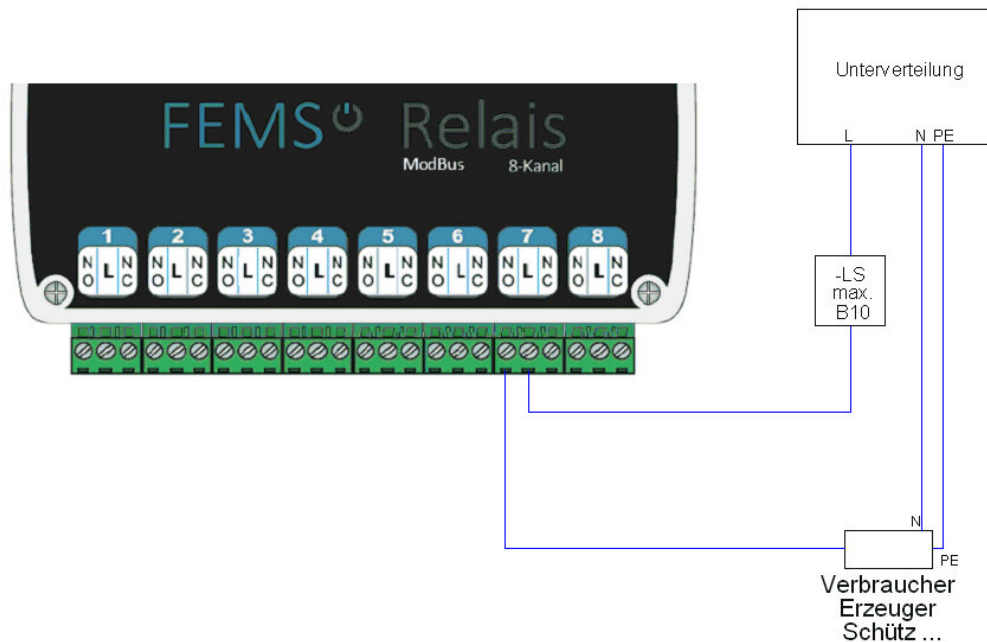 Unterverteilung
L N PE
FEMS Relais
ModBus 8-Kanal
1 2 3 4 5 6 7 8
NO L NC NO L NC NO L NC NO L NC NO L NC NO L NC NO L NC NO L NC
-LS
max.
B10
N
PE
Verbraucher
Erzeuger
Schütz ...